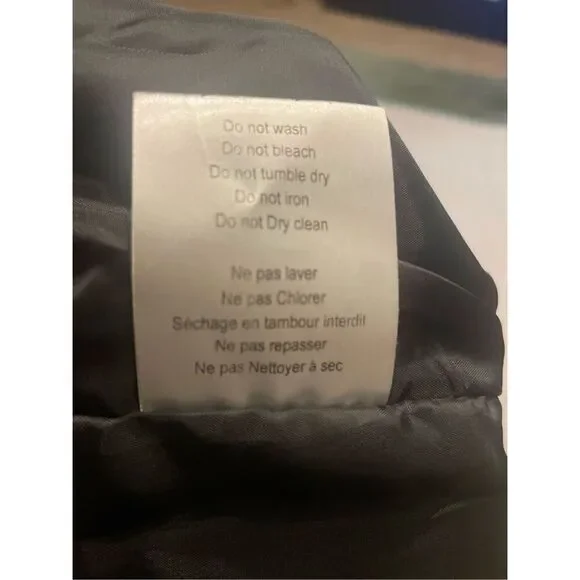 Do not wash
Do not bleach
Do not tumble dry
Do not iron
Do not Dry clean
Ne pas laver
Ne pas Chlorer
Séchage en tambour interdit
Ne pas repasser
Ne pas Nettoyer à sec